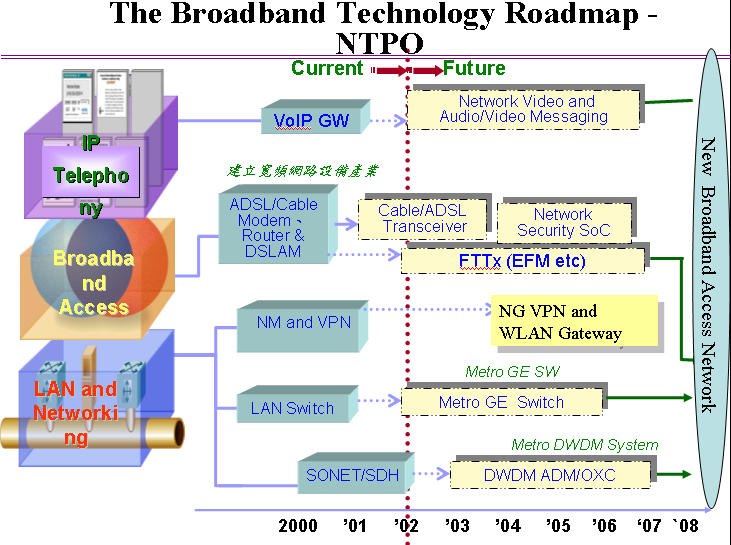 The Broadband Technology Roadmap -
NTPO
Current
Future
IP
Telepho
ny
VoIP GW
Network Video and
Audio/Video Messaging
建立寬頻網路設備產業
ADSL/Cable
Modem、
Router &
DSLAM
Cable/ADSL
Transceiver
Network
Security SoC
Broadba
nd
Access
FTTx (EFM etc)
NM and VPN
NG VPN and
WLAN Gateway
LAN and
Networki
ng
Metro GE SW
LAN Switch
Metro GE Switch
Metro DWDM System
SONET/SDH
DWDM ADM/OXC
New Broadband Access Network
2000 ’01 ’02 ’03 ’04 ’05 ’06 ‘07 `08